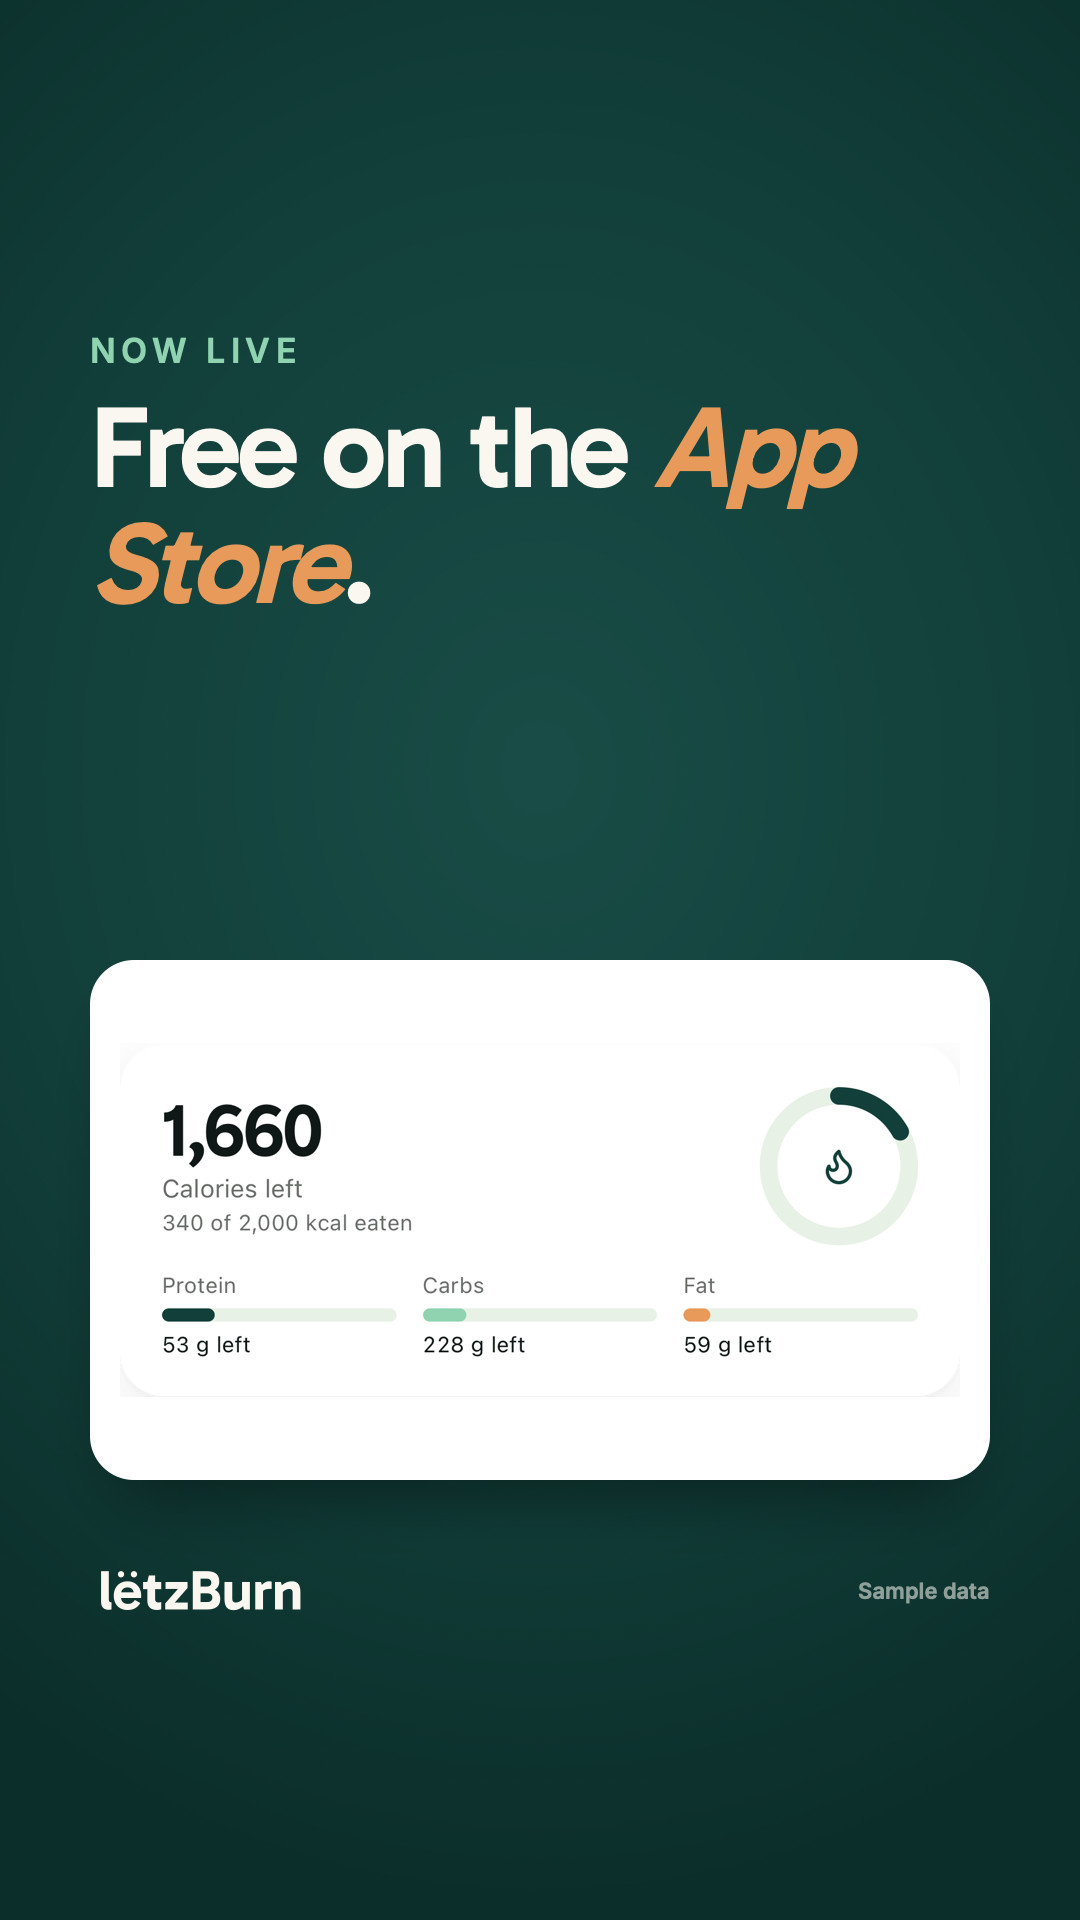 NOW LIVE
Free on the App
Store.
1,660
Calories left
340 of 2,000 kcal eaten
Protein Carbs Fat
53 g left 228 g left 59 g left
lëtzBurn
Sample data